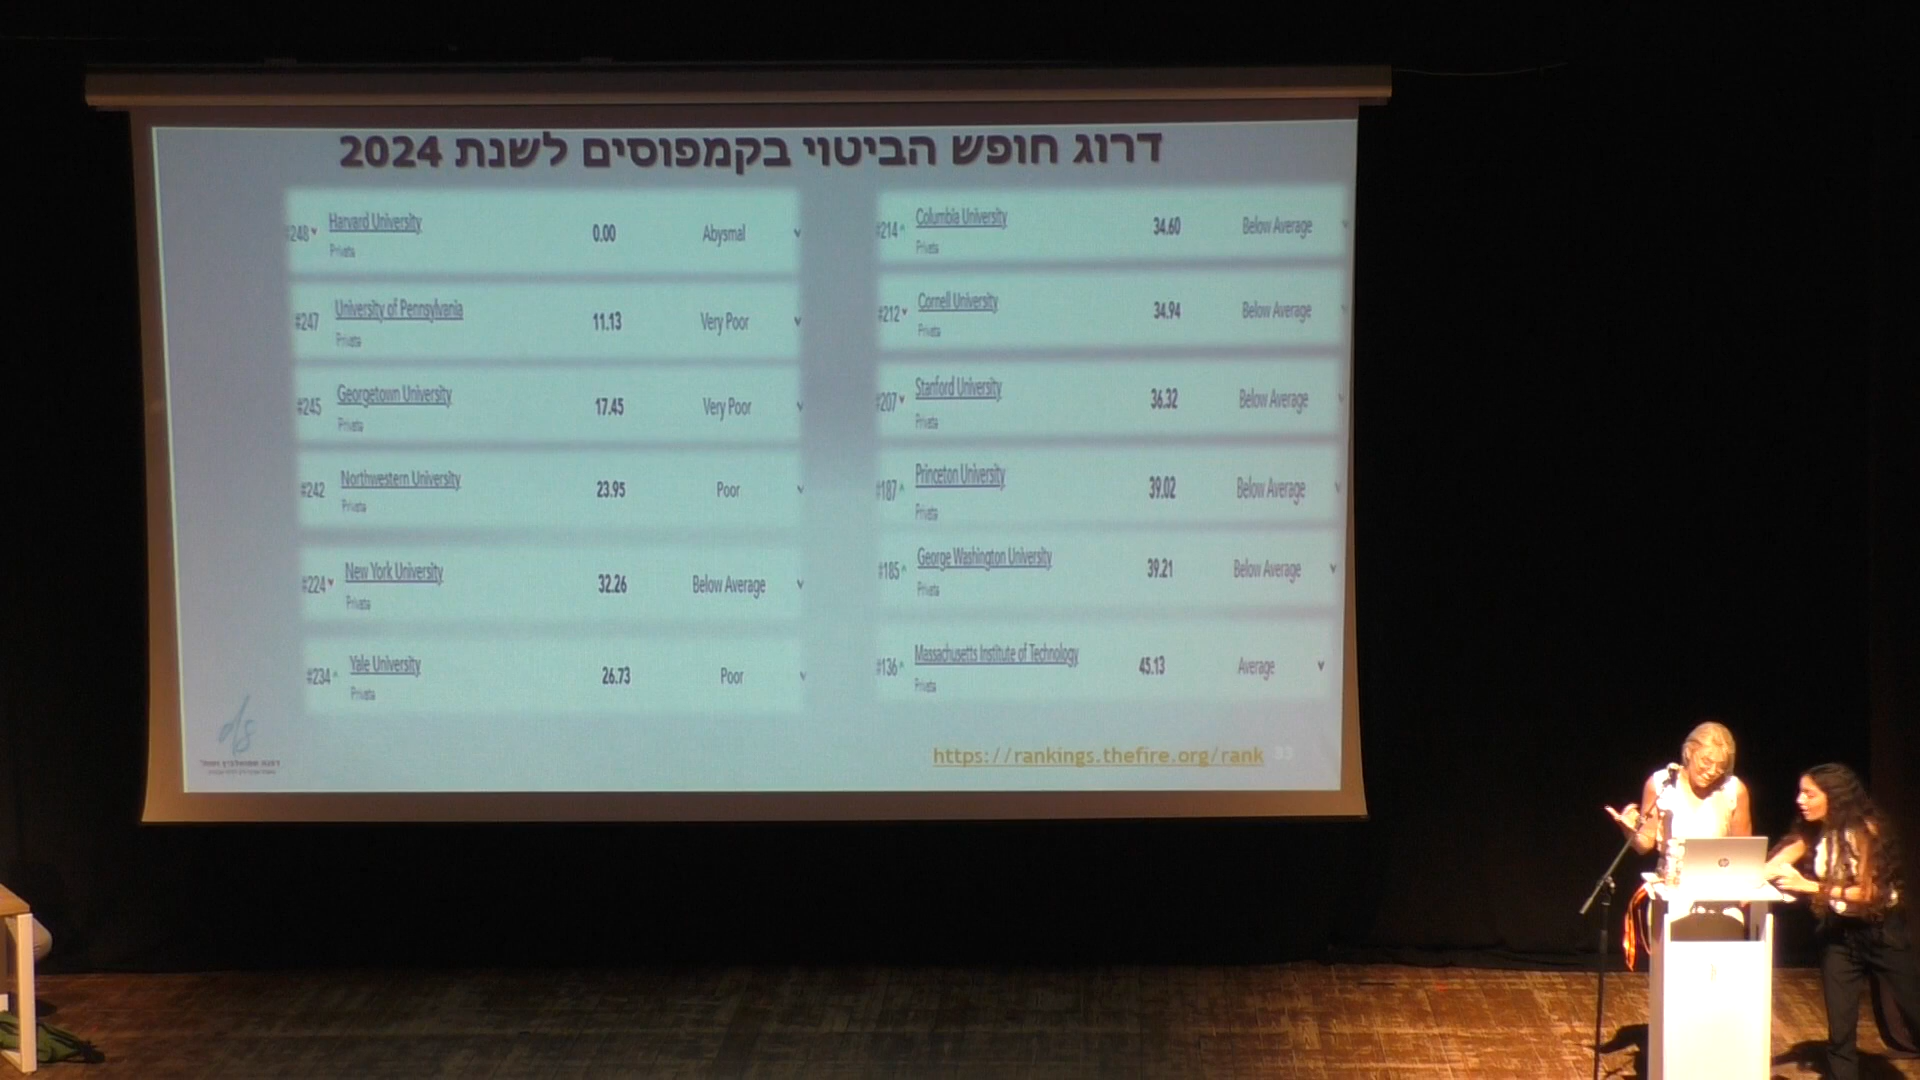 דרוג חופש הביטוי בקמפוסים לשנת 2024
#248 Harvard University 0.00 Abysmal
Private
#247 University of Pennsylvania 11.13 Very Poor
Private
#245 Georgetown University 17.45 Very Poor
Private
#242 Northwestern University 23.95 Poor
Private
#224 New York University 32.26 Below Average
Private
#234 Yale University 26.73 Poor
Private
#214 Columbia University 34.60 Below Average
Private
#212 Cornell University 34.94 Below Average
Private
#207 Stanford University 36.32 Below Average
Private
#187 Princeton University 39.02 Below Average
Private
#185 George Washington University 39.21 Below Average
Private
#136 Massachusetts Institute of Technology 45.13 Average
Private
https://rankings.thefire.org/rank
ds
hp